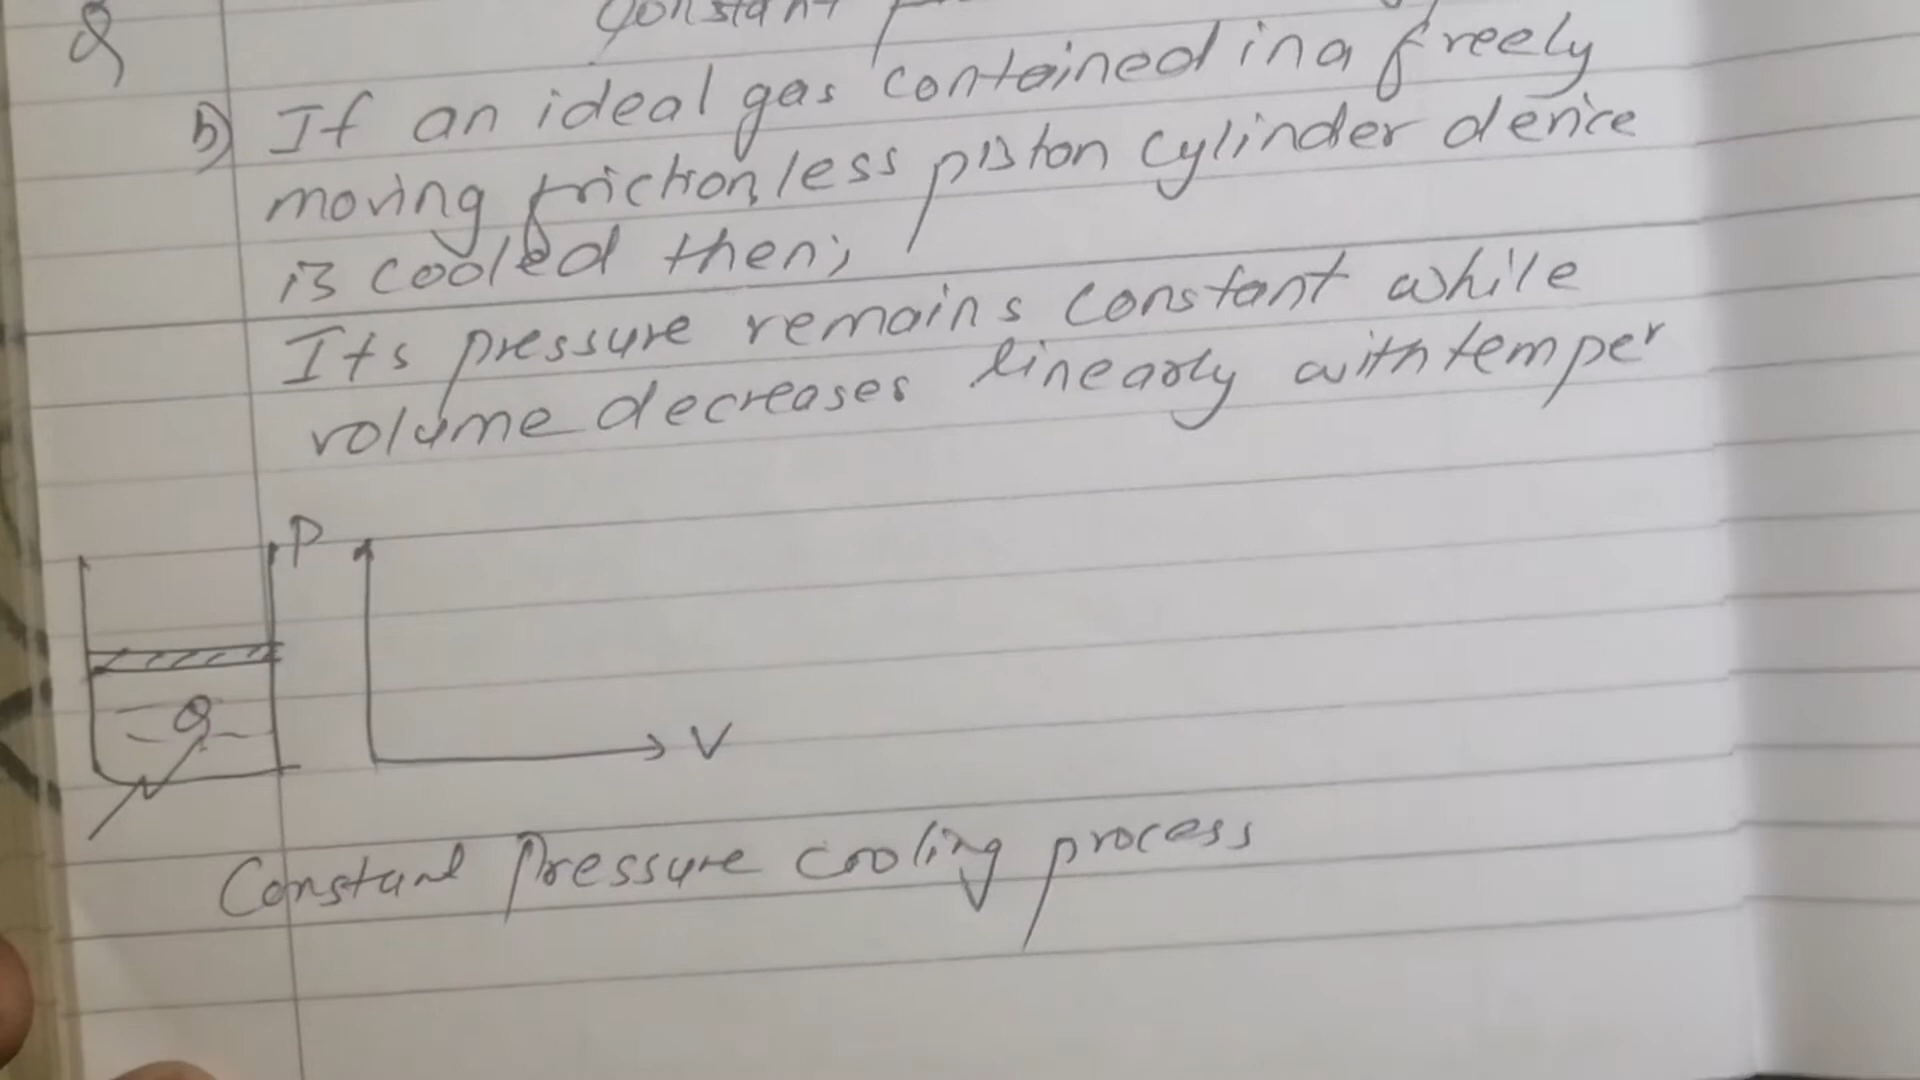 Q
Constant
b) If an ideal gas contained in a freely
moving frictionless piston cylinder device
is cooled then;
Its pressure remains constant while
volume decreases linearly with temper
P
Q
V
Constant Pressure cooling process